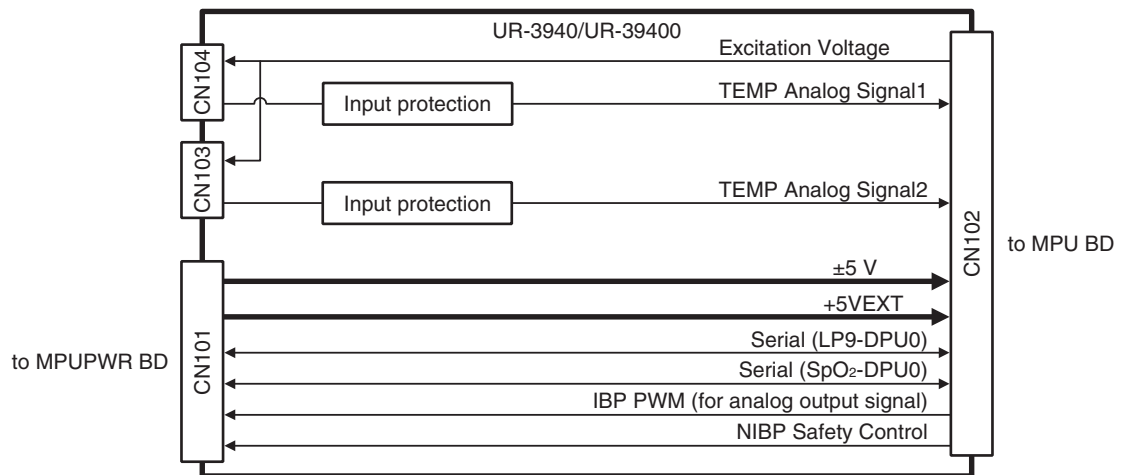 UR-3940/UR-39400
Excitation Voltage
CN104
Input protection
TEMP Analog Signal1
CN103
Input protection
TEMP Analog Signal2
CN102
to MPU BD
±5 V
+5VEXT
to MPUPWR BD
CN101
Serial (LP9-DPU0)
Serial (SpO₂-DPU0)
IBP PWM (for analog output signal)
NIBP Safety Control